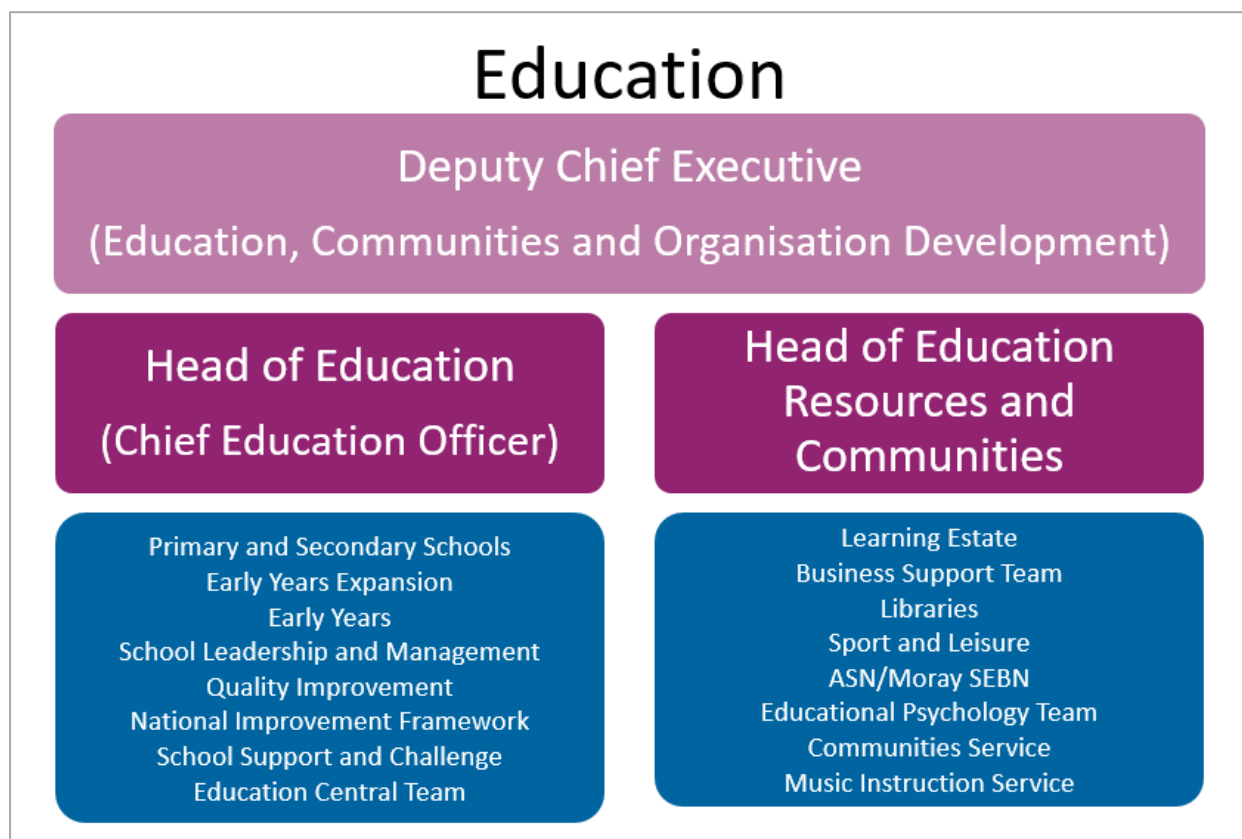 Education
Deputy Chief Executive
(Education, Communities and Organisation Development)
Head of Education
(Chief Education Officer)
Head of Education
Resources and
Communities
Primary and Secondary Schools
Early Years Expansion
Early Years
School Leadership and Management
Quality Improvement
National Improvement Framework
School Support and Challenge
Education Central Team
Learning Estate
Business Support Team
Libraries
Sport and Leisure
ASN/Moray SEBN
Educational Psychology Team
Communities Service
Music Instruction Service